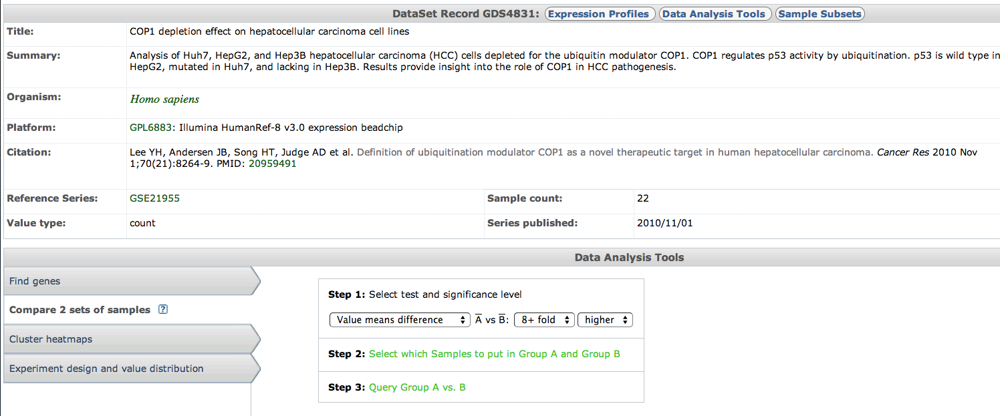 DataSet Record GDS4831: Expression Profiles Data Analysis Tools Sample Subsets
Title: COP1 depletion effect on hepatocellular carcinoma cell lines
Summary: Analysis of Huh7, HepG2, and Hep3B hepatocellular carcinoma (HCC) cells depleted for the ubiquitin modulator COP1. COP1 regulates p53 activity by ubiquitination. p53 is wild type in
HepG2, mutated in Huh7, and lacking in Hep3B. Results provide insight into the role of COP1 in HCC pathogenesis.
Organism: Homo sapiens
Platform: GPL6883: Illumina HumanRef-8 v3.0 expression beadchip
Citation: Lee YH, Andersen JB, Song HT, Judge AD et al. Definition of ubiquitination modulator COP1 as a novel therapeutic target in human hepatocellular carcinoma. Cancer Res 2010 Nov
1;70(21):8264-9. PMID: 20959491
Reference Series: GSE21955 Sample count: 22
Value type: count Series published: 2010/11/01
Data Analysis Tools
Find genes
Compare 2 sets of samples ?
Cluster heatmaps
Experiment design and value distribution
Step 1: Select test and significance level
Value means difference A̅ vs B̅: 8+ fold higher
Step 2: Select which Samples to put in Group A and Group B
Step 3: Query Group A vs. B